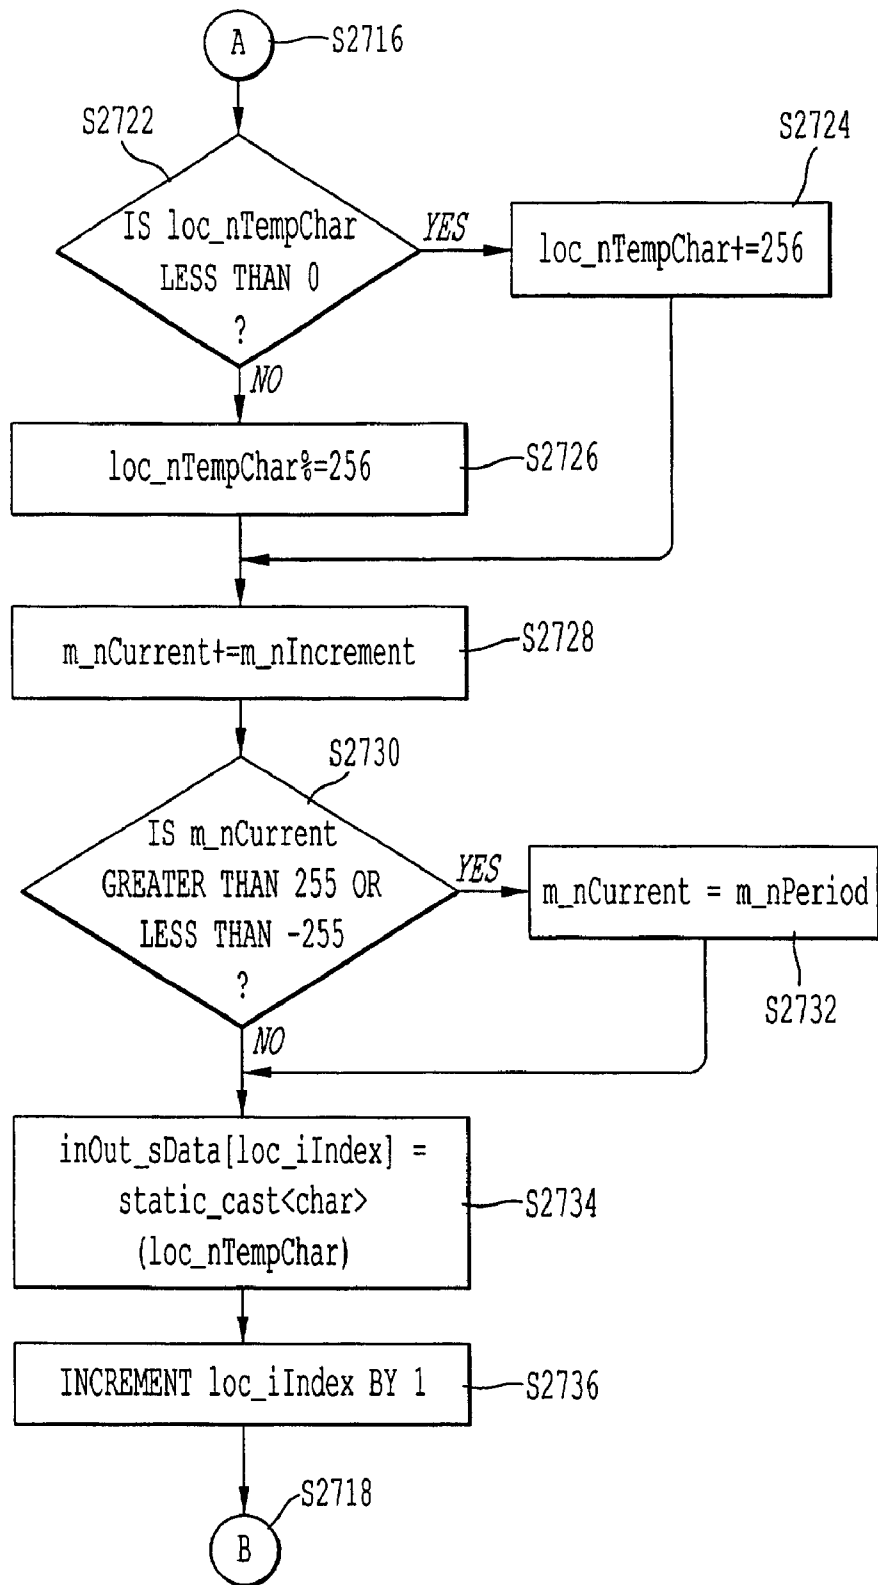 A
S2716
S2722
S2724
IS loc_nTempChar
LESS THAN 0
?
YES
loc_nTempChar+=256
NO
loc_nTempChar%=256
S2726
m_nCurrent+=m_nIncrement
S2728
S2730
IS m_nCurrent
GREATER THAN 255 OR
LESS THAN -255
?
YES
m_nCurrent = m_nPeriod
S2732
NO
inOut_sData[loc_iIndex] =
static_cast<char>
(loc_nTempChar)
S2734
INCREMENT loc_iIndex BY 1
S2736
S2718
B